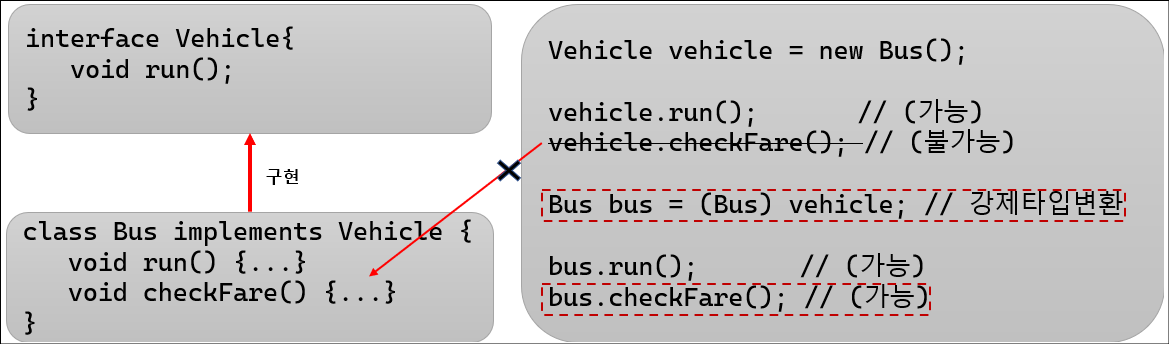 interface Vehicle{
void run();
}
구현
class Bus implements Vehicle {
void run() {...}
void checkFare() {...}
}
Vehicle vehicle = new Bus();
vehicle.run(); // (가능)
vehicle.checkFare(); // (불가능)
Bus bus = (Bus) vehicle; // 강제타입변환
bus.run(); // (가능)
bus.checkFare(); // (가능)